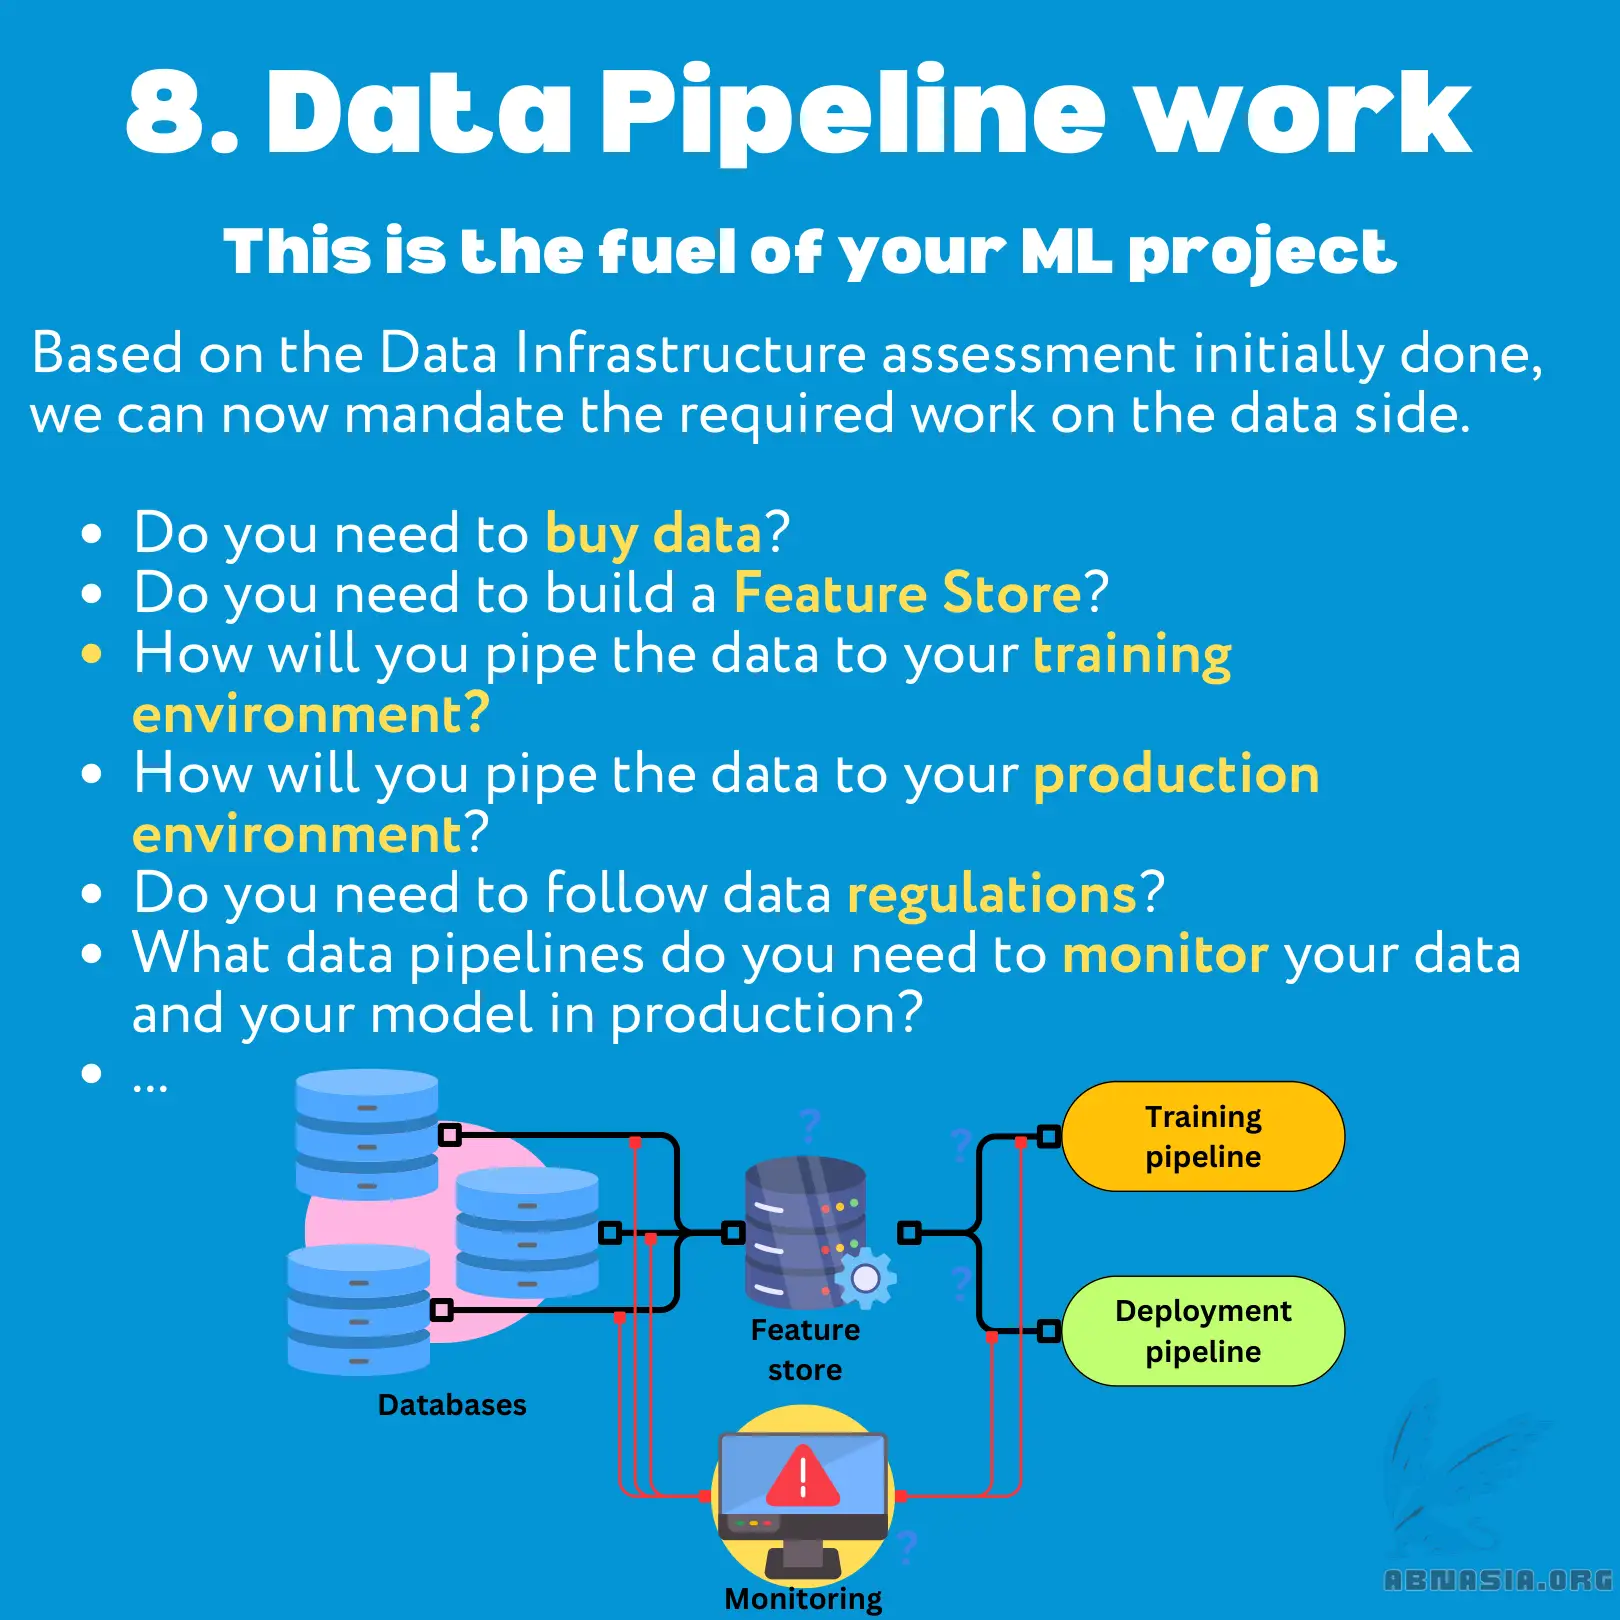 8. Data Pipeline work
This is the fuel of your ML project
Based on the Data Infrastructure assessment initially done,
we can now mandate the required work on the data side.
• Do you need to buy data?
• Do you need to build a Feature Store?
• How will you pipe the data to your training
environment?
• How will you pipe the data to your production
environment?
• Do you need to follow data regulations?
• What data pipelines do you need to monitor your data
and your model in production?
• ...
?
?
Training
pipeline
?
Deployment
pipeline
Feature
store
Databases
?
Monitoring
ABNASIA.ORG